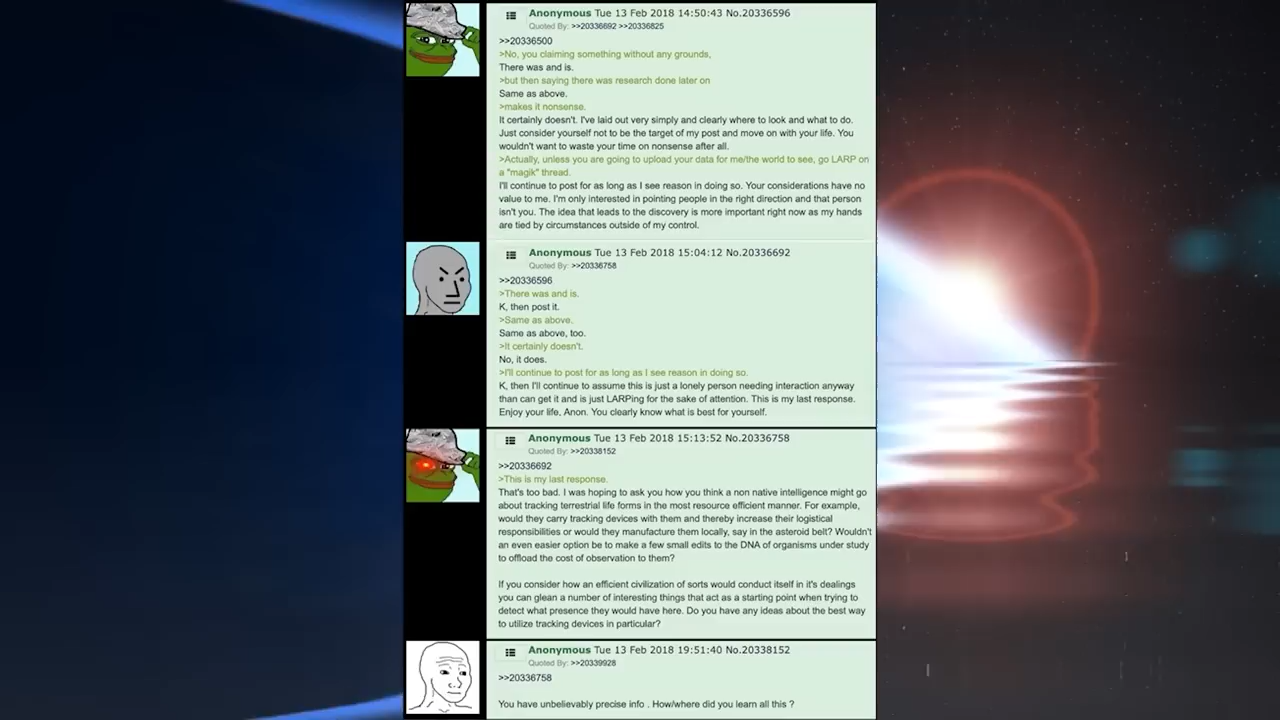 Anonymous Tue 13 Feb 2018 14:50:43 No.20336596
Quoted By: >>20336692 >>20336825
>>20336500
>No, you claiming something without any grounds,
There was and is.
>but then saying there was research done later on
Same as above.
>makes it nonsense.
It certainly doesn't. I've laid out very simply and clearly where to look and what to do.
Just consider yourself not to be the target of my post and move on with your life. You
wouldn't want to waste your time on nonsense after all.
>Actually, unless you are going to upload your data for me/the world to see, go LARP on
a "magik" thread.
I'll continue to post for as long as I see reason in doing so. Your considerations have no
value to me. I'm only interested in pointing people in the right direction and that person
isn't you. The idea that leads to the discovery is more important right now as my hands
are tied by circumstances outside of my control.
Anonymous Tue 13 Feb 2018 15:04:12 No.20336692
Quoted By: >>20336758
>>20336596
>There was and is.
K, then post it.
>Same as above.
Same as above, too.
>It certainly doesn't.
No, it does.
>I'll continue to post for as long as I see reason in doing so.
K, then I'll continue to assume this is just a lonely person needing interaction anyway
than can get it and is just LARPing for the sake of attention. This is my last response.
Enjoy your life, Anon. You clearly know what is best for yourself.
Anonymous Tue 13 Feb 2018 15:13:52 No.20336758
Quoted By: >>20338152
>>20336692
>This is my last response.
That's too bad. I was hoping to ask you how you think a non native intelligence might go
about tracking terrestrial life forms in the most resource efficient manner. For example,
would they carry tracking devices with them and thereby increase their logistical
responsibilities or would they manufacture them locally, say in the asteroid belt? Wouldn't
an even easier option be to make a few small edits to the DNA of organisms under study
to offload the cost of observation to them?
If you consider how an efficient civilization of sorts would conduct itself in it's dealings
you can glean a number of interesting things that act as a starting point when trying to
detect what presence they would have here. Do you have any ideas about the best way
to utilize tracking devices in particular?
Anonymous Tue 13 Feb 2018 19:51:40 No.20338152
Quoted By: >>20339928
>>20336758
You have unbelievably precise info . How/where did you learn all this ?